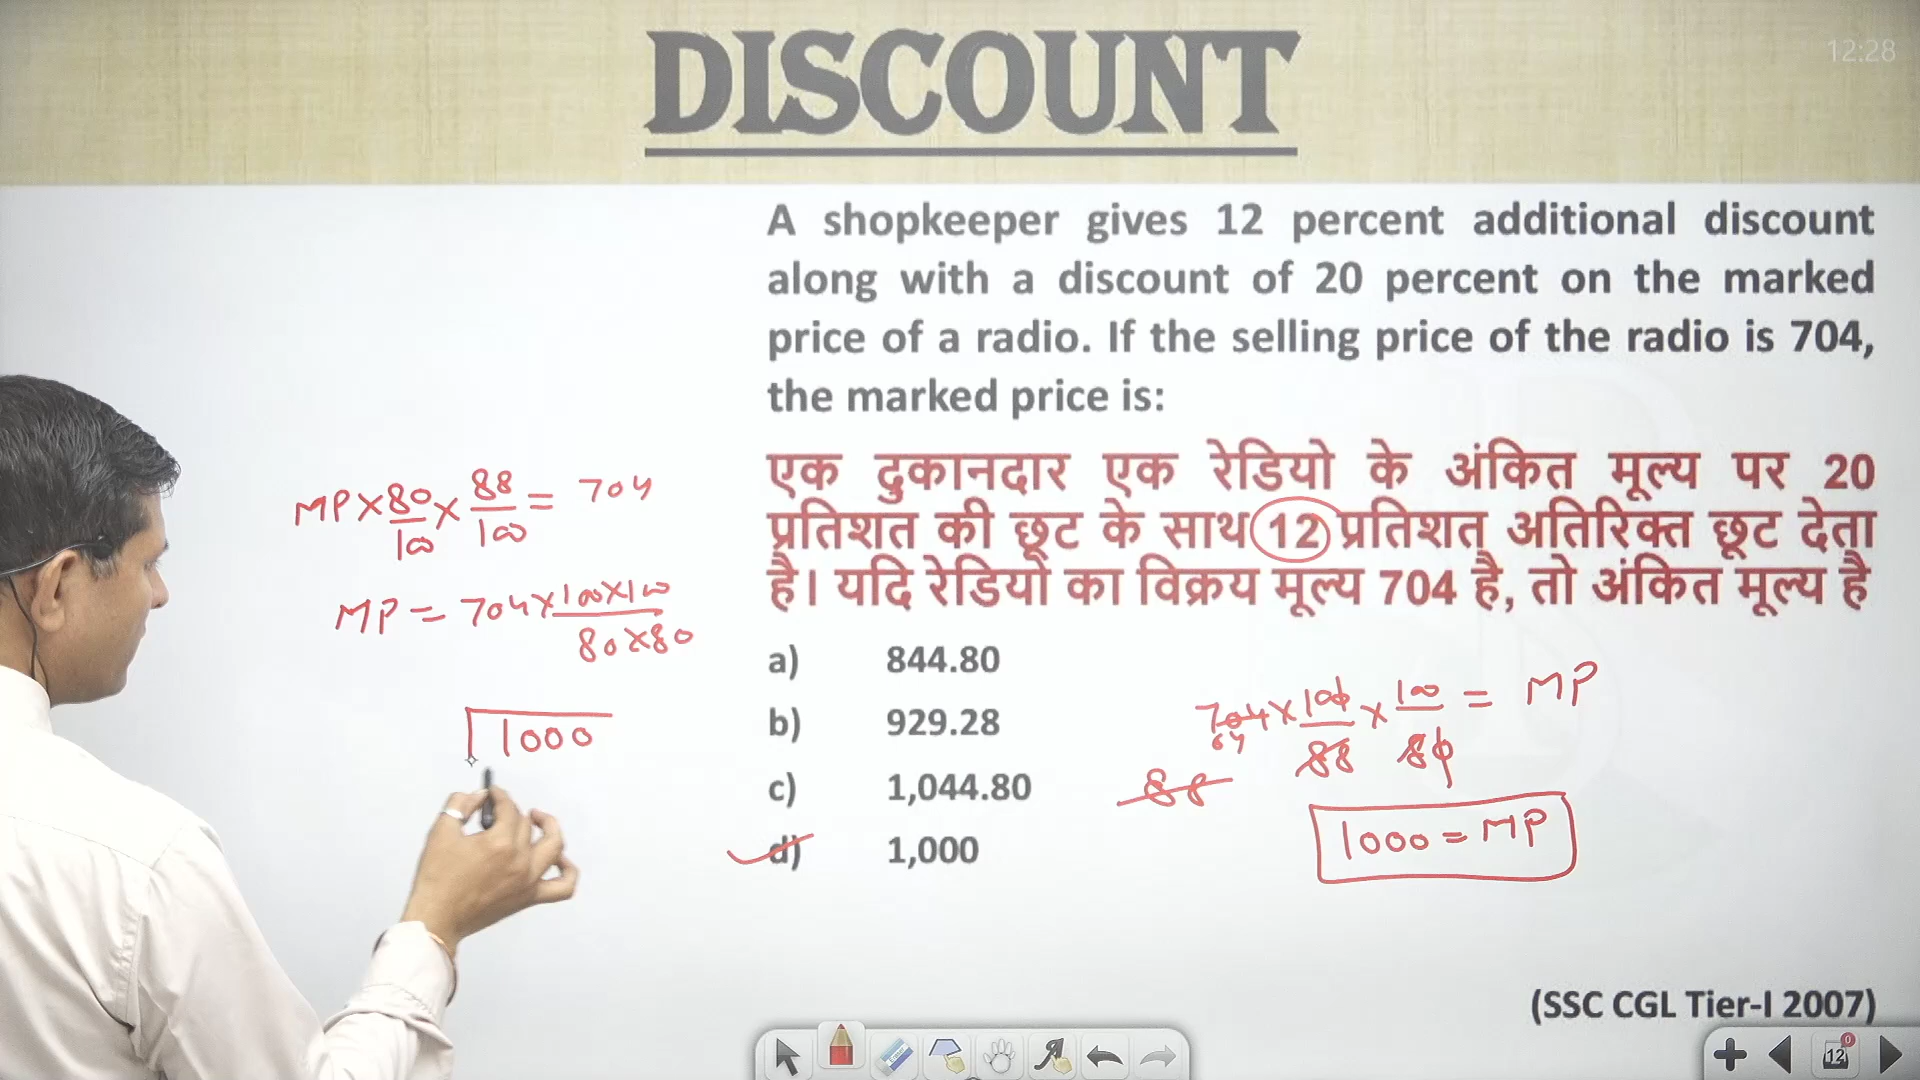 DISCOUNT
12:28
A shopkeeper gives 12 percent additional discount
along with a discount of 20 percent on the marked
price of a radio. If the selling price of the radio is 704,
the marked price is:
एक दुकानदार एक रेडियो के अंकित मूल्य पर 20
प्रतिशत की छूट के साथ 12 प्रतिशत अतिरिक्त छूट देता
है। यदि रेडियो का विक्रय मूल्य 704 है, तो अंकित मूल्य है
a) 844.80
b) 929.28
c) 1,044.80
d) 1,000
MP × 80/100 × 88/100 = 704
MP = 704 × 100×100/80×80
1000
704 × 100/88 × 100/80 = MP
64
88
1000 = MP
(SSC CGL Tier-I 2007)
12
0